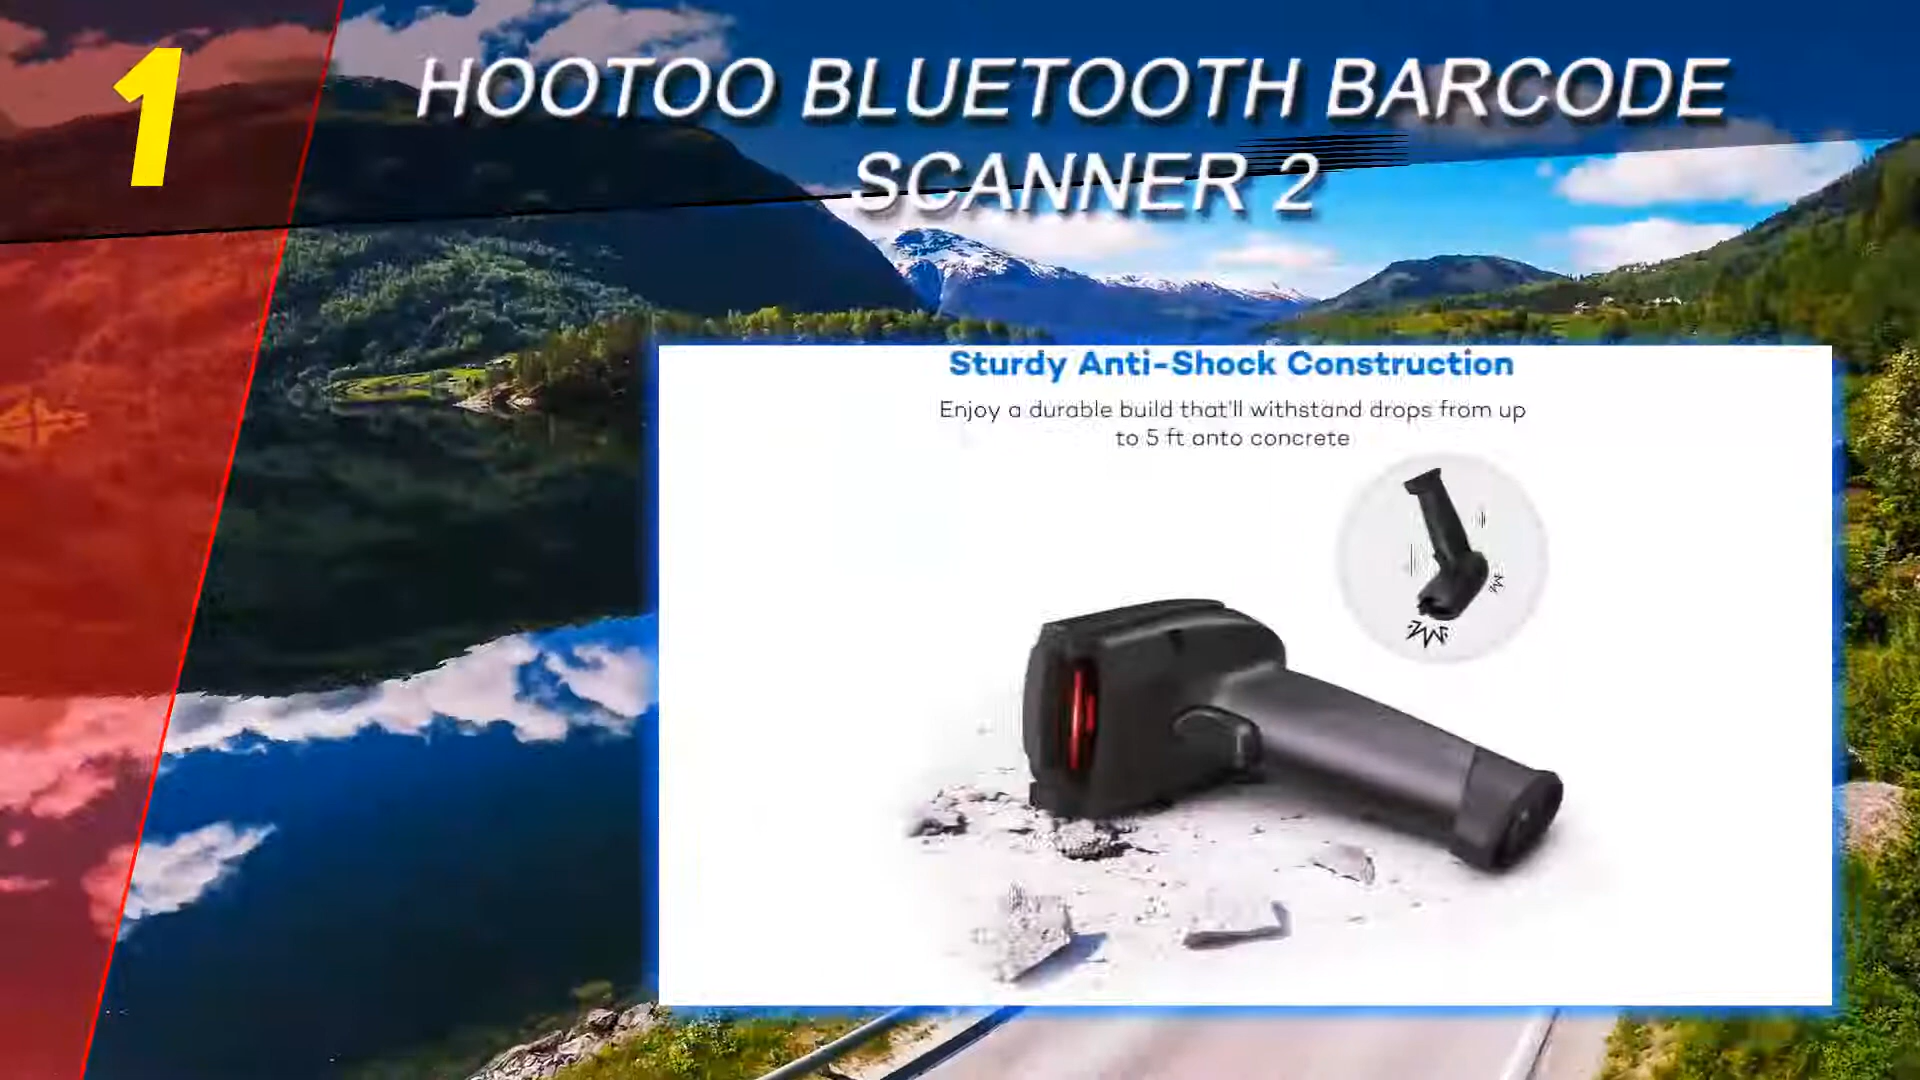 1
HOOTOO BLUETOOTH BARCODE
SCANNER 2
Sturdy Anti-Shock Construction
Enjoy a durable build that'll withstand drops from up
to 5 ft onto concrete